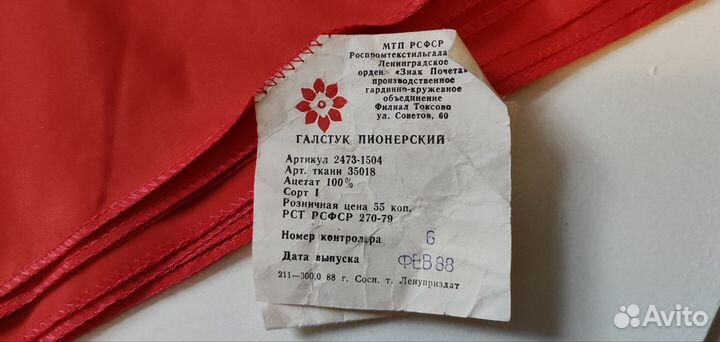 МТП РСФСР
Роспромтекстильгала
Ленинградское
орден. «Знак Почета»
производственное
гардинно-кружевное
объединение
Филиал Токсово
ул. Советов, 60
ГАЛСТУК ПИОНЕРСКИЙ
Артикул 2473-1504
Арт. ткани 35018
Ацетат 100%
Сорт I
Розничная цена 55 коп.
РСТ РСФСР 270-79
Номер контролера 6
Дата выпуска ФЕВ 88
211—300.0 88 г. Сосн. т. Ленуприздат
Avito